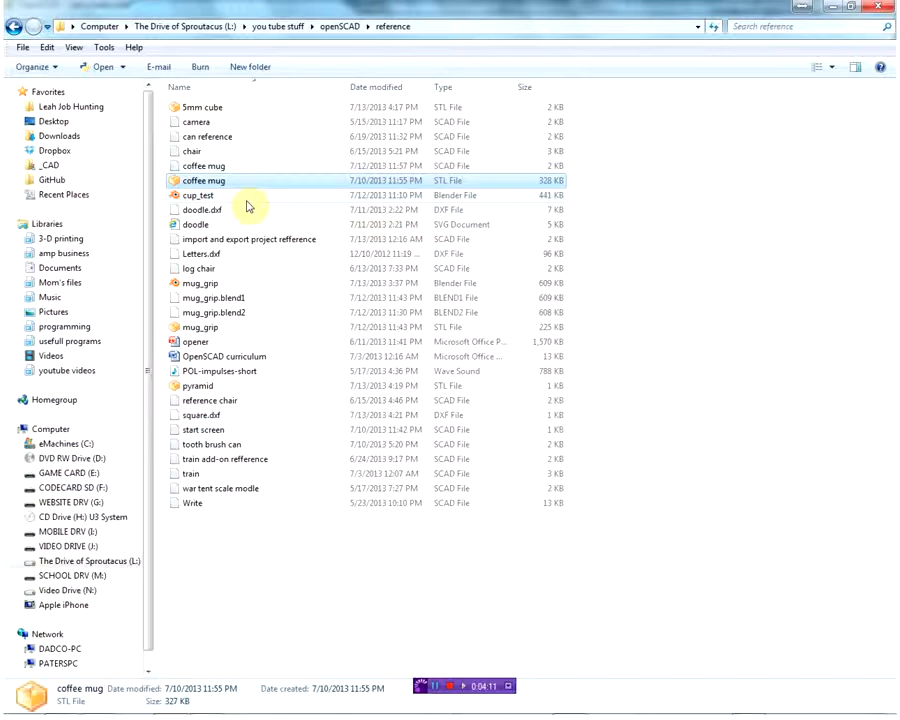 Computer ▸ The Drive of Sproutacus (L:) ▸ you tube stuff ▸ openSCAD ▸ reference
Search reference
File Edit View Tools Help
Organize Open E-mail Burn New folder
Name Date modified Type Size
Favorites
Leah Job Hunting
Desktop
Downloads
Dropbox
_CAD
GitHub
Recent Places
Libraries
3-D printing
amp business
Documents
Mom's files
Music
Pictures
programming
usefull programs
Videos
youtube videos
Homegroup
Computer
eMachines (C:)
DVD RW Drive (D:)
GAME CARD (E:)
CODECARD SD (F:)
WEBSITE DRV (G:)
CD Drive (H:) U3 System
MOBILE DRV (I:)
VIDEO DRIVE (J:)
The Drive of Sproutacus (L:)
SCHOOL DRV (M:)
Video Drive (N:)
Apple iPhone
Network
DADCO-PC
PATERSPC
5mm cube 7/13/2013 4:17 PM STL File 2 KB
camera 5/15/2013 11:17 PM SCAD File 2 KB
can reference 6/19/2013 11:32 PM SCAD File 2 KB
chair 6/15/2013 5:21 PM SCAD File 3 KB
coffee mug 7/12/2013 11:57 PM SCAD File 2 KB
coffee mug 7/10/2013 11:55 PM STL File 328 KB
cup_test 7/12/2013 11:10 PM Blender File 441 KB
doodle.dxf 7/11/2013 2:22 PM DXF File 7 KB
doodle 7/11/2013 2:21 PM SVG Document 5 KB
import and export project refference 7/13/2013 12:16 AM SCAD File 2 KB
Letters.dxf 12/10/2012 11:19 ... DXF File 96 KB
log chair 6/13/2013 7:33 PM SCAD File 2 KB
mug_grip 7/13/2013 3:37 PM Blender File 609 KB
mug_grip.blend1 7/12/2013 11:43 PM BLEND1 File 609 KB
mug_grip.blend2 7/12/2013 11:30 PM BLEND2 File 608 KB
mug_grip 7/12/2013 11:43 PM STL File 225 KB
opener 6/11/2013 11:41 PM Microsoft Office P... 1,570 KB
OpenSCAD curriculum 7/3/2013 12:16 AM Microsoft Office ... 13 KB
POL-impulses-short 5/17/2013 4:36 PM Wave Sound 788 KB
pyramid 7/13/2013 4:19 PM STL File 1 KB
reference chair 6/15/2013 4:46 PM SCAD File 2 KB
square.dxf 7/13/2013 4:21 PM DXF File 1 KB
start screen 7/10/2013 11:42 PM SCAD File 1 KB
tooth brush can 7/10/2013 5:20 PM SCAD File 2 KB
train add-on refference 6/24/2013 9:17 PM SCAD File 2 KB
train 7/3/2013 12:07 AM SCAD File 3 KB
war tent scale modle 5/17/2013 7:27 PM SCAD File 2 KB
Write 5/23/2013 10:10 PM SCAD File 13 KB
coffee mug Date modified: 7/10/2013 11:55 PM Date created: 7/10/2013 11:55 PM
STL File Size: 327 KB
0:04:11